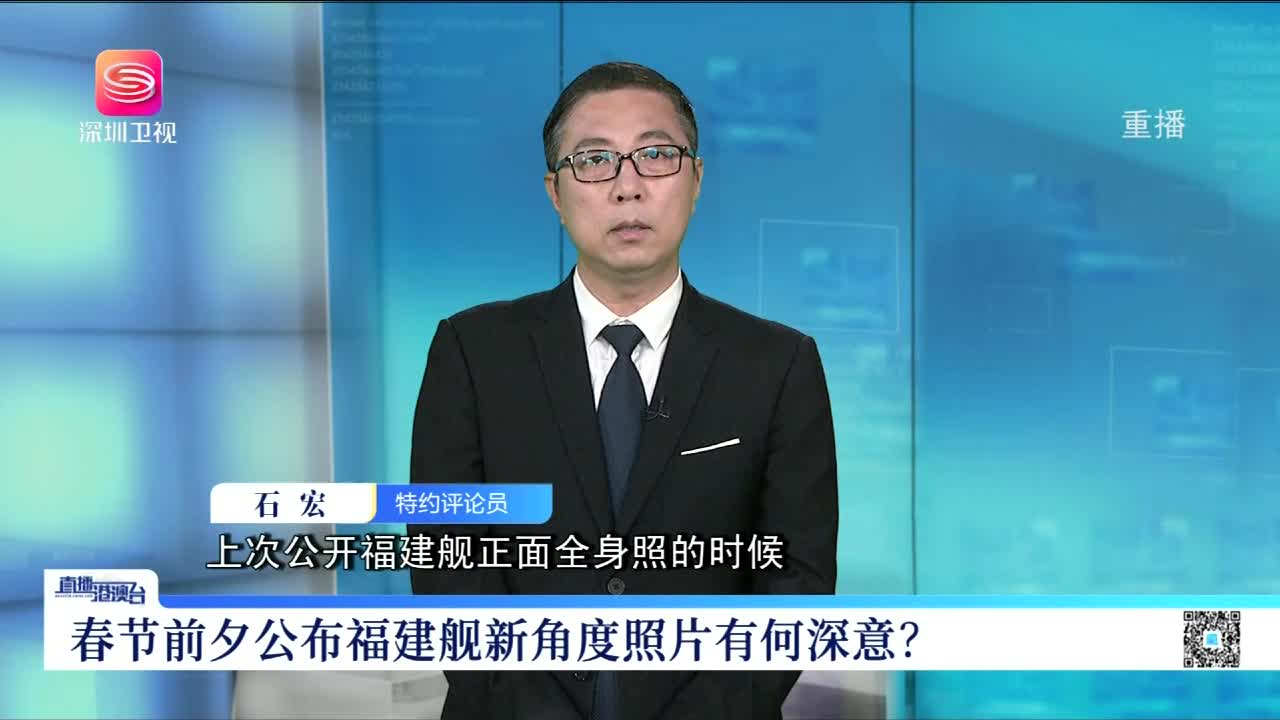 深圳卫视
重播
石宏
特约评论员
上次公开福建舰正面全身照的时候
直播港澳台
春节前夕公布福建舰新角度照片有何深意?